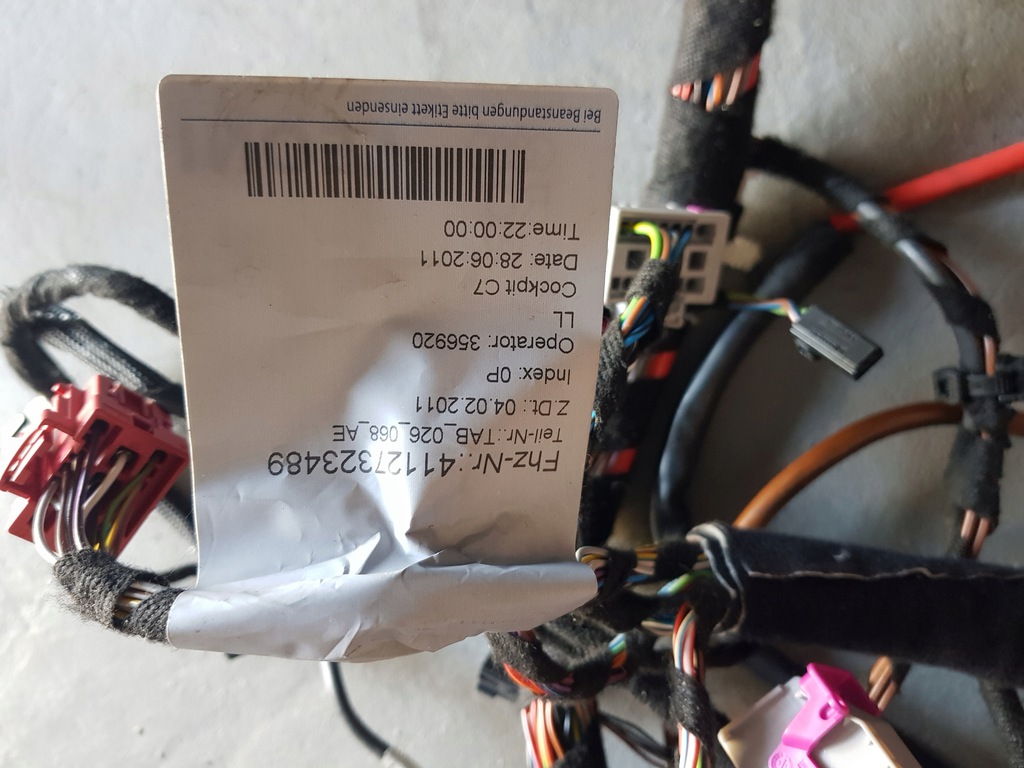 Fhz-Nr.:41127323489
Teil-Nr.:TAB_026_068_AE
Z.Dt.: 04.02.2011
Index: 0P
Operator: 356920
LL
Cockpit C7
Date: 28:06:2011
Time:22:00:00
Bei Beanstandungen bitte Etikett einsenden